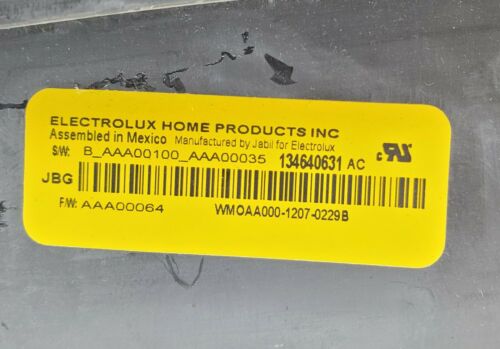 ELECTROLUX HOME PRODUCTS INC
Assembled in Mexico Manufactured by Jabil for Electrolux
S/W: B_AAA00100_AAA00035 134640631 AC
JBG
F/W: AAA00064 WMOAA000-1207-0229B